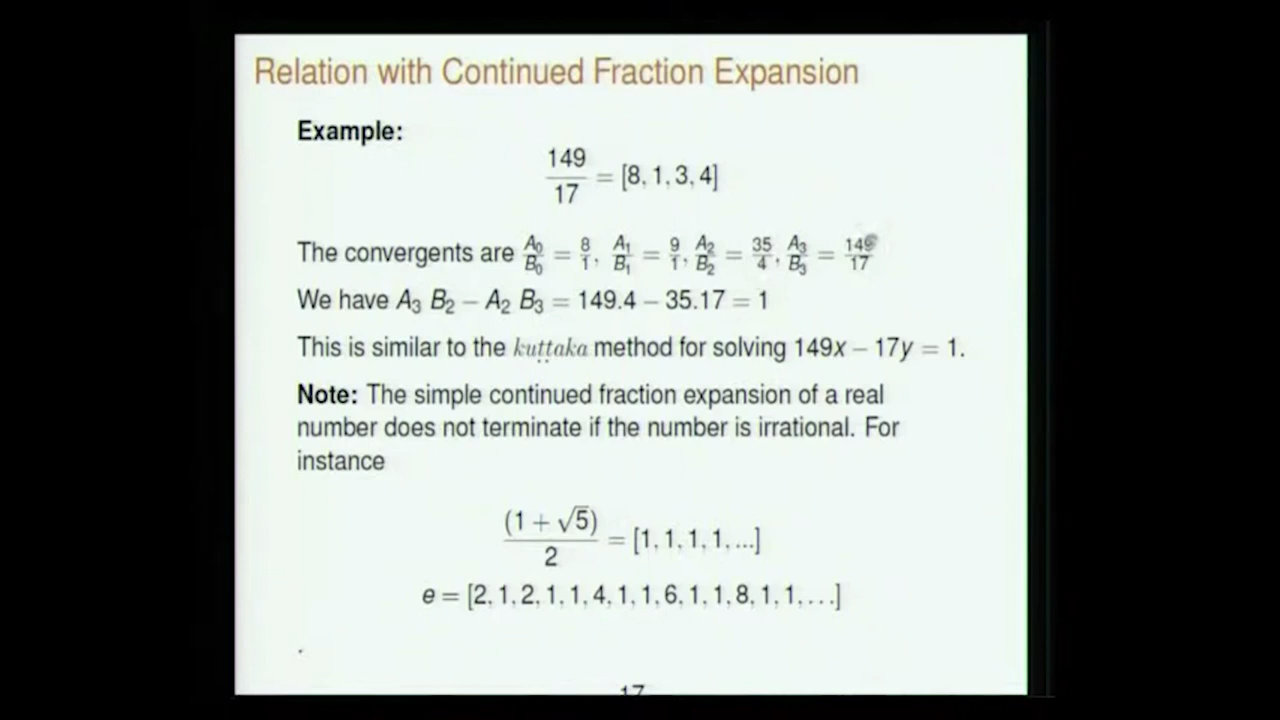 Relation with Continued Fraction Expansion
Example:
149/17 = [8, 1, 3, 4]
The convergents are A₀/B₀ = 8/1, A₁/B₁ = 9/1, A₂/B₂ = 35/4, A₃/B₃ = 149/17
We have A₃ B₂ − A₂ B₃ = 149.4 − 35.17 = 1
This is similar to the kuṭṭaka method for solving 149x − 17y = 1.
Note: The simple continued fraction expansion of a real
number does not terminate if the number is irrational. For
instance
(1 + √5)/2 = [1, 1, 1, 1, ...]
e = [2, 1, 2, 1, 1, 4, 1, 1, 6, 1, 1, 8, 1, 1, . . .]
.
17